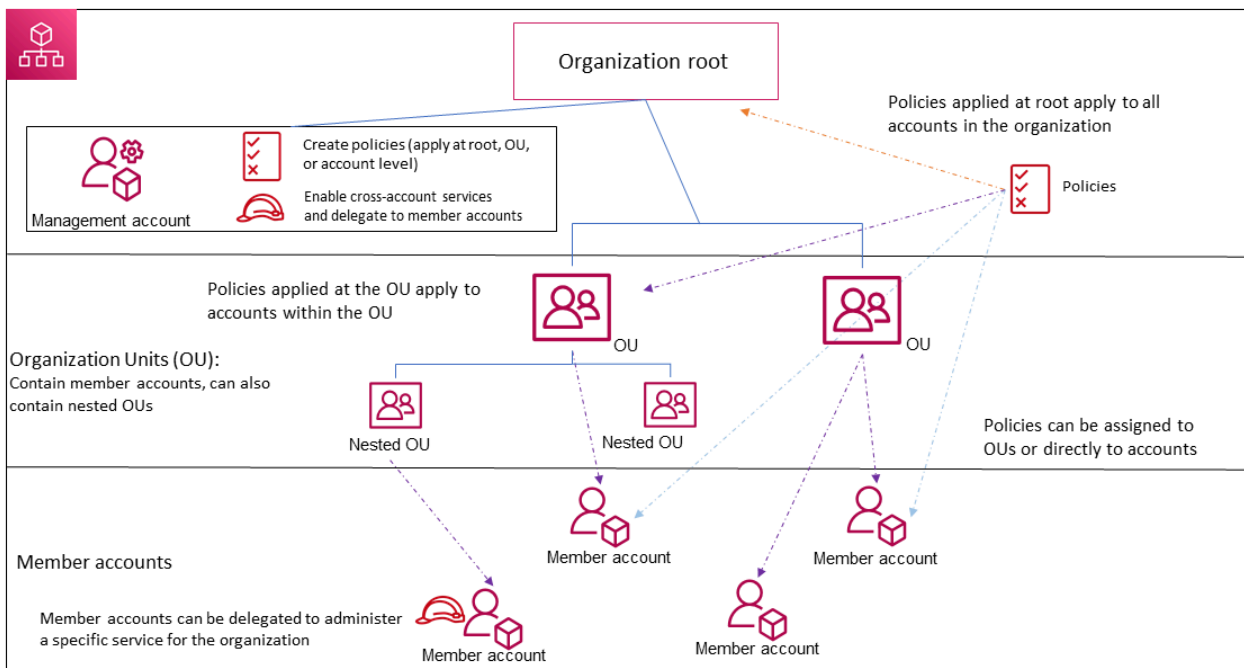 Organization root
Policies applied at root apply to all
accounts in the organization
Create policies (apply at root, OU,
or account level)
Enable cross-account services
and delegate to member accounts
Management account
Policies
Policies applied at the OU apply to
accounts within the OU
OU
OU
Organization Units (OU):
Contain member accounts, can also
contain nested OUs
Nested OU
Nested OU
Policies can be assigned to
OUs or directly to accounts
Member account
Member account
Member accounts
Member accounts can be delegated to administer
a specific service for the organization
Member account
Member account